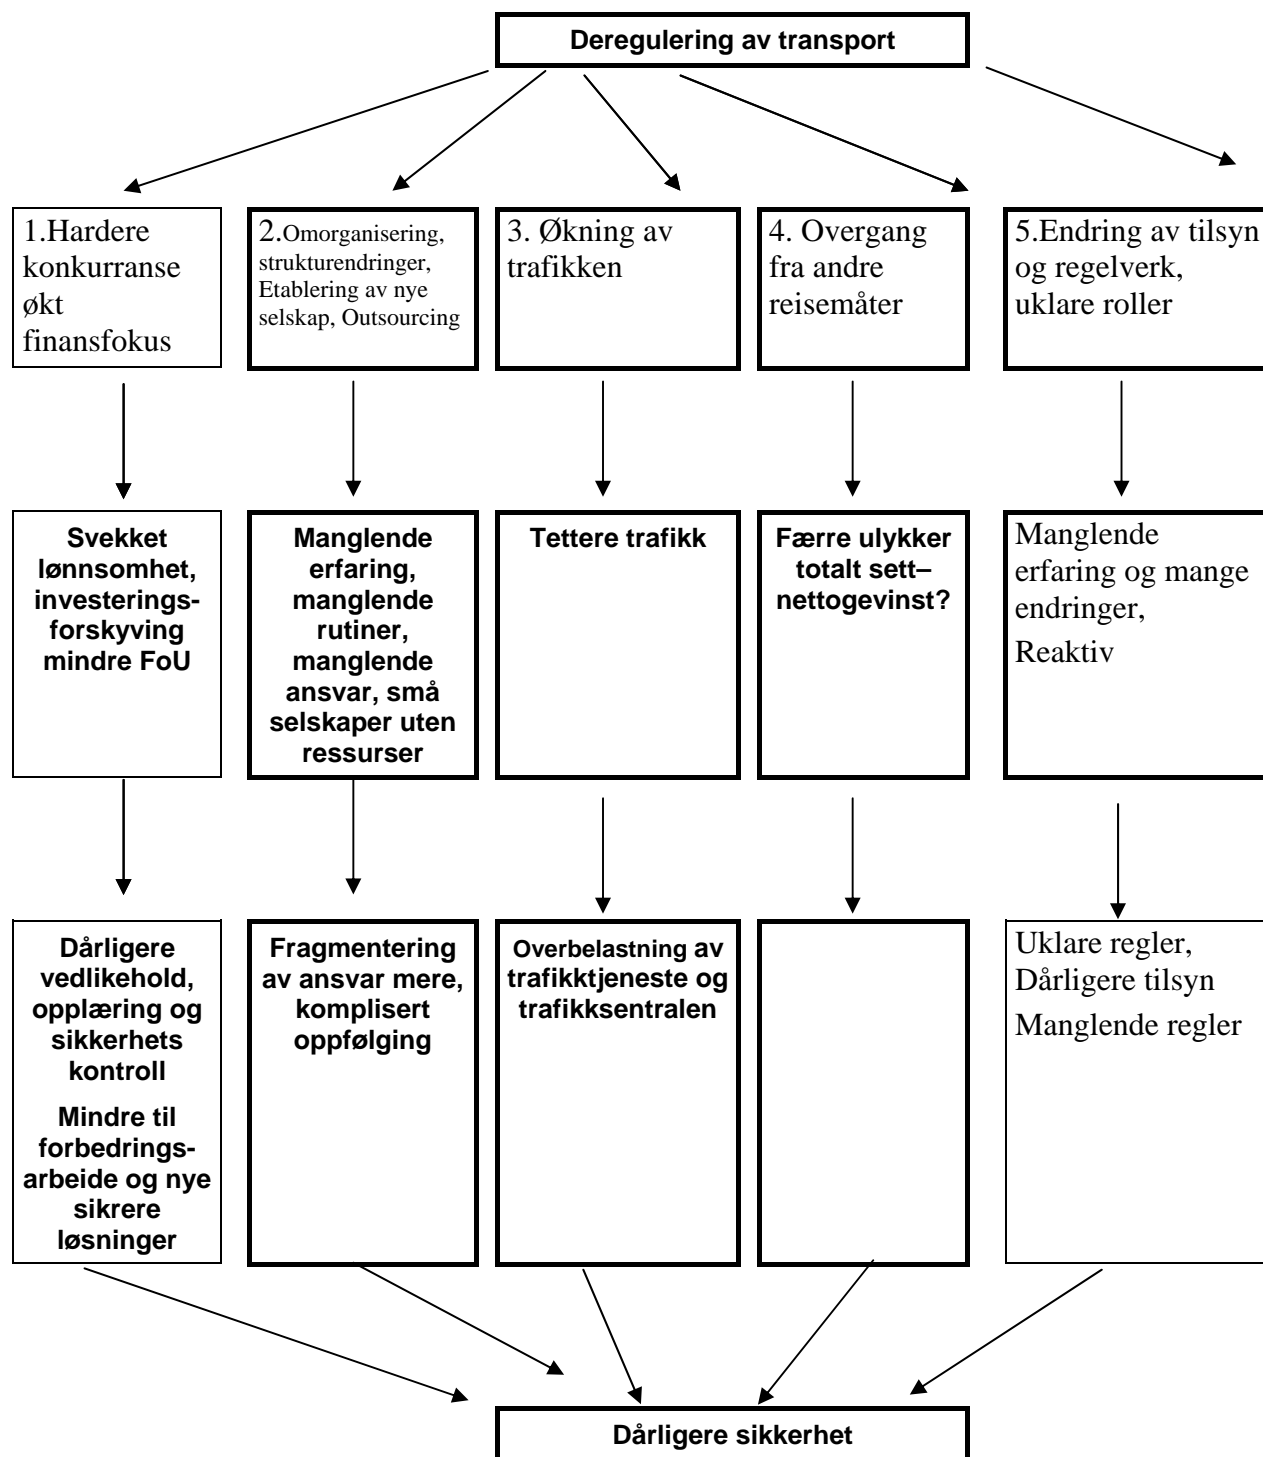 Deregulering av transport
1.Hardere
konkurranse
økt
finansfokus
2.Omorganisering,
strukturendringer,
Etablering av nye
selskap, Outsourcing
3. Økning av
trafikken
4. Overgang
fra andre
reisemåter
5.Endring av tilsyn
og regelverk,
uklare roller
Svekket
lønnsomhet,
investerings-
forskyving
mindre FoU
Manglende
erfaring,
manglende
rutiner,
manglende
ansvar, små
selskaper uten
ressurser
Tettere trafikk
Færre ulykker
totalt sett–
nettogevinst?
Manglende
erfaring og mange
endringer,
Reaktiv
Dårligere
vedlikehold,
opplæring og
sikkerhets
kontroll
Mindre til
forbedrings-
arbeide og nye
sikrere
løsninger
Fragmentering
av ansvar mere,
komplisert
oppfølging
Overbelastning av
trafikktjeneste og
trafikksentralen
Uklare regler,
Dårligere tilsyn
Manglende regler
Dårligere sikkerhet